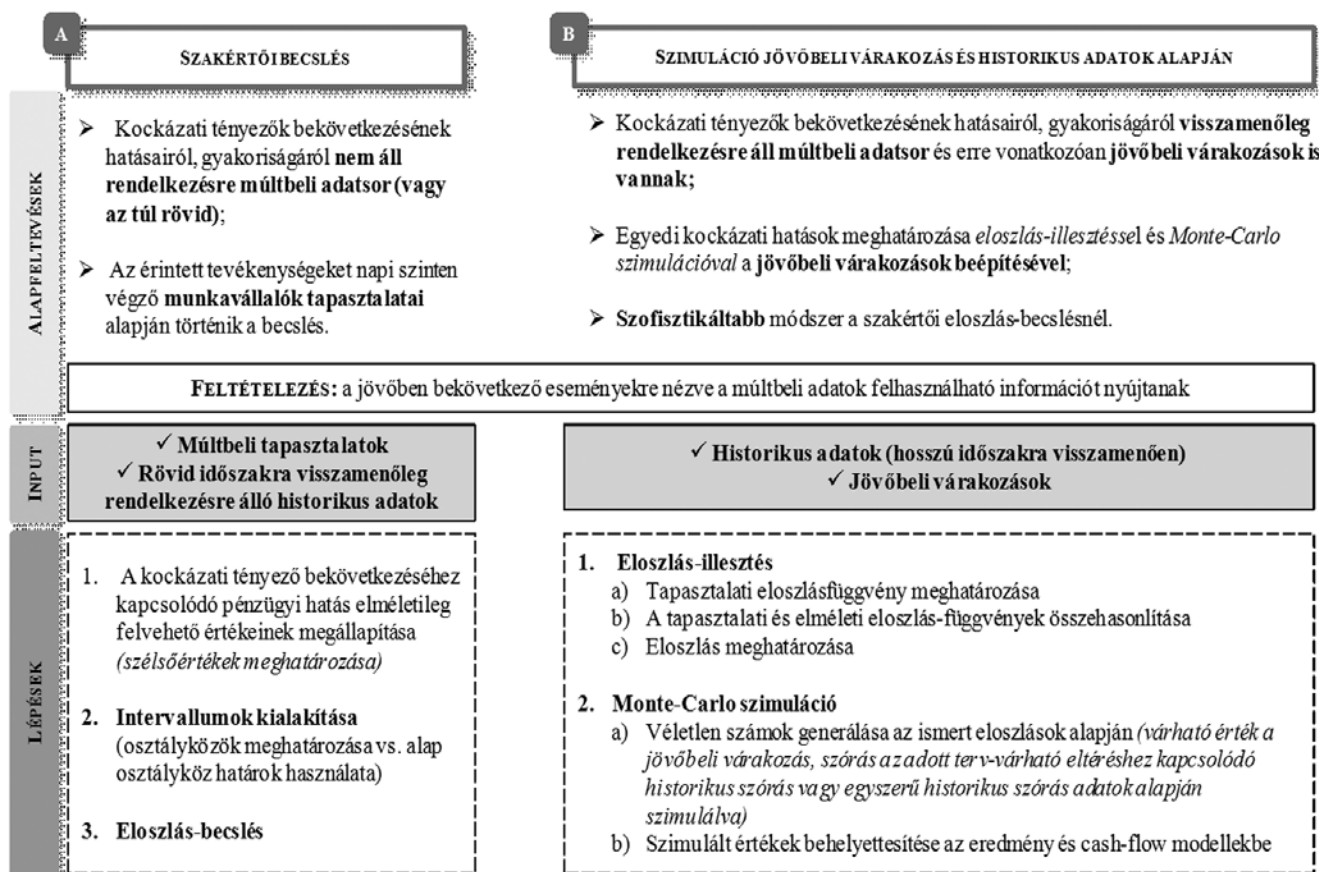 A
SZAKÉRTŐI BECSLÉS
B
SZIMULÁCIÓ JÖVŐBELI VÁRAKOZÁS ÉS HISTORIKUS ADATOK ALAPJÁN
ALAPFELTEVÉSEK
➤ Kockázati tényezők bekövetkezésének
hatásairól, gyakoriságáról nem áll
rendelkezésre múltbeli adatsor (vagy
az túl rövid);
➤ Az érintett tevékenységeket napi szinten
végző munkavállalók tapasztalatai
alapján történik a becslés.
➤ Kockázati tényezők bekövetkezésének hatásairól, gyakoriságáról visszamenőleg
rendelkezésre áll múltbeli adatsor és erre vonatkozóan jövőbeli várakozások is
vannak;
➤ Egyedi kockázati hatások meghatározása eloszlás-illesztéssel és Monte-Carlo
szimulációval a jövőbeli várakozások beépítésével;
➤ Szofisztikáltabb módszer a szakértői eloszlás-becslésnél.
FELTÉTELEZÉS: a jövőben bekövetkező eseményekre nézve a múltbeli adatok felhasználható információt nyújtanak
INPUT
✓ Múltbeli tapasztalatok
✓ Rövid időszakra visszamenőleg
rendelkezésre álló historikus adatok
✓ Historikus adatok (hosszú időszakra visszamenően)
✓ Jövőbeli várakozások
LÉPÉSEK
1. A kockázati tényező bekövetkezéséhez
kapcsolódó pénzügyi hatás elméletileg
felvehető értékeinek megállapítása
(szélsőértékek meghatározása)
2. Intervallumok kialakítása
(osztályközök meghatározása vs. alap
osztályköz határok használata)
3. Eloszlás-becslés
1. Eloszlás-illesztés
a) Tapasztalati eloszlásfüggvény meghatározása
b) A tapasztalati és elméleti eloszlás-függvények összehasonlítása
c) Eloszlás meghatározása
2. Monte-Carlo szimuláció
a) Véletlen számok generálása az ismert eloszlások alapján (várható érték a
jövőbeli várakozás, szórás az adott terv-várható eltéréshez kapcsolódó
historikus szórás vagy egyszerű historikus szórás adatok alapján
szimulálva)
b) Szimulált értékek behelyettesítése az eredmény és cash-flow modellekbe